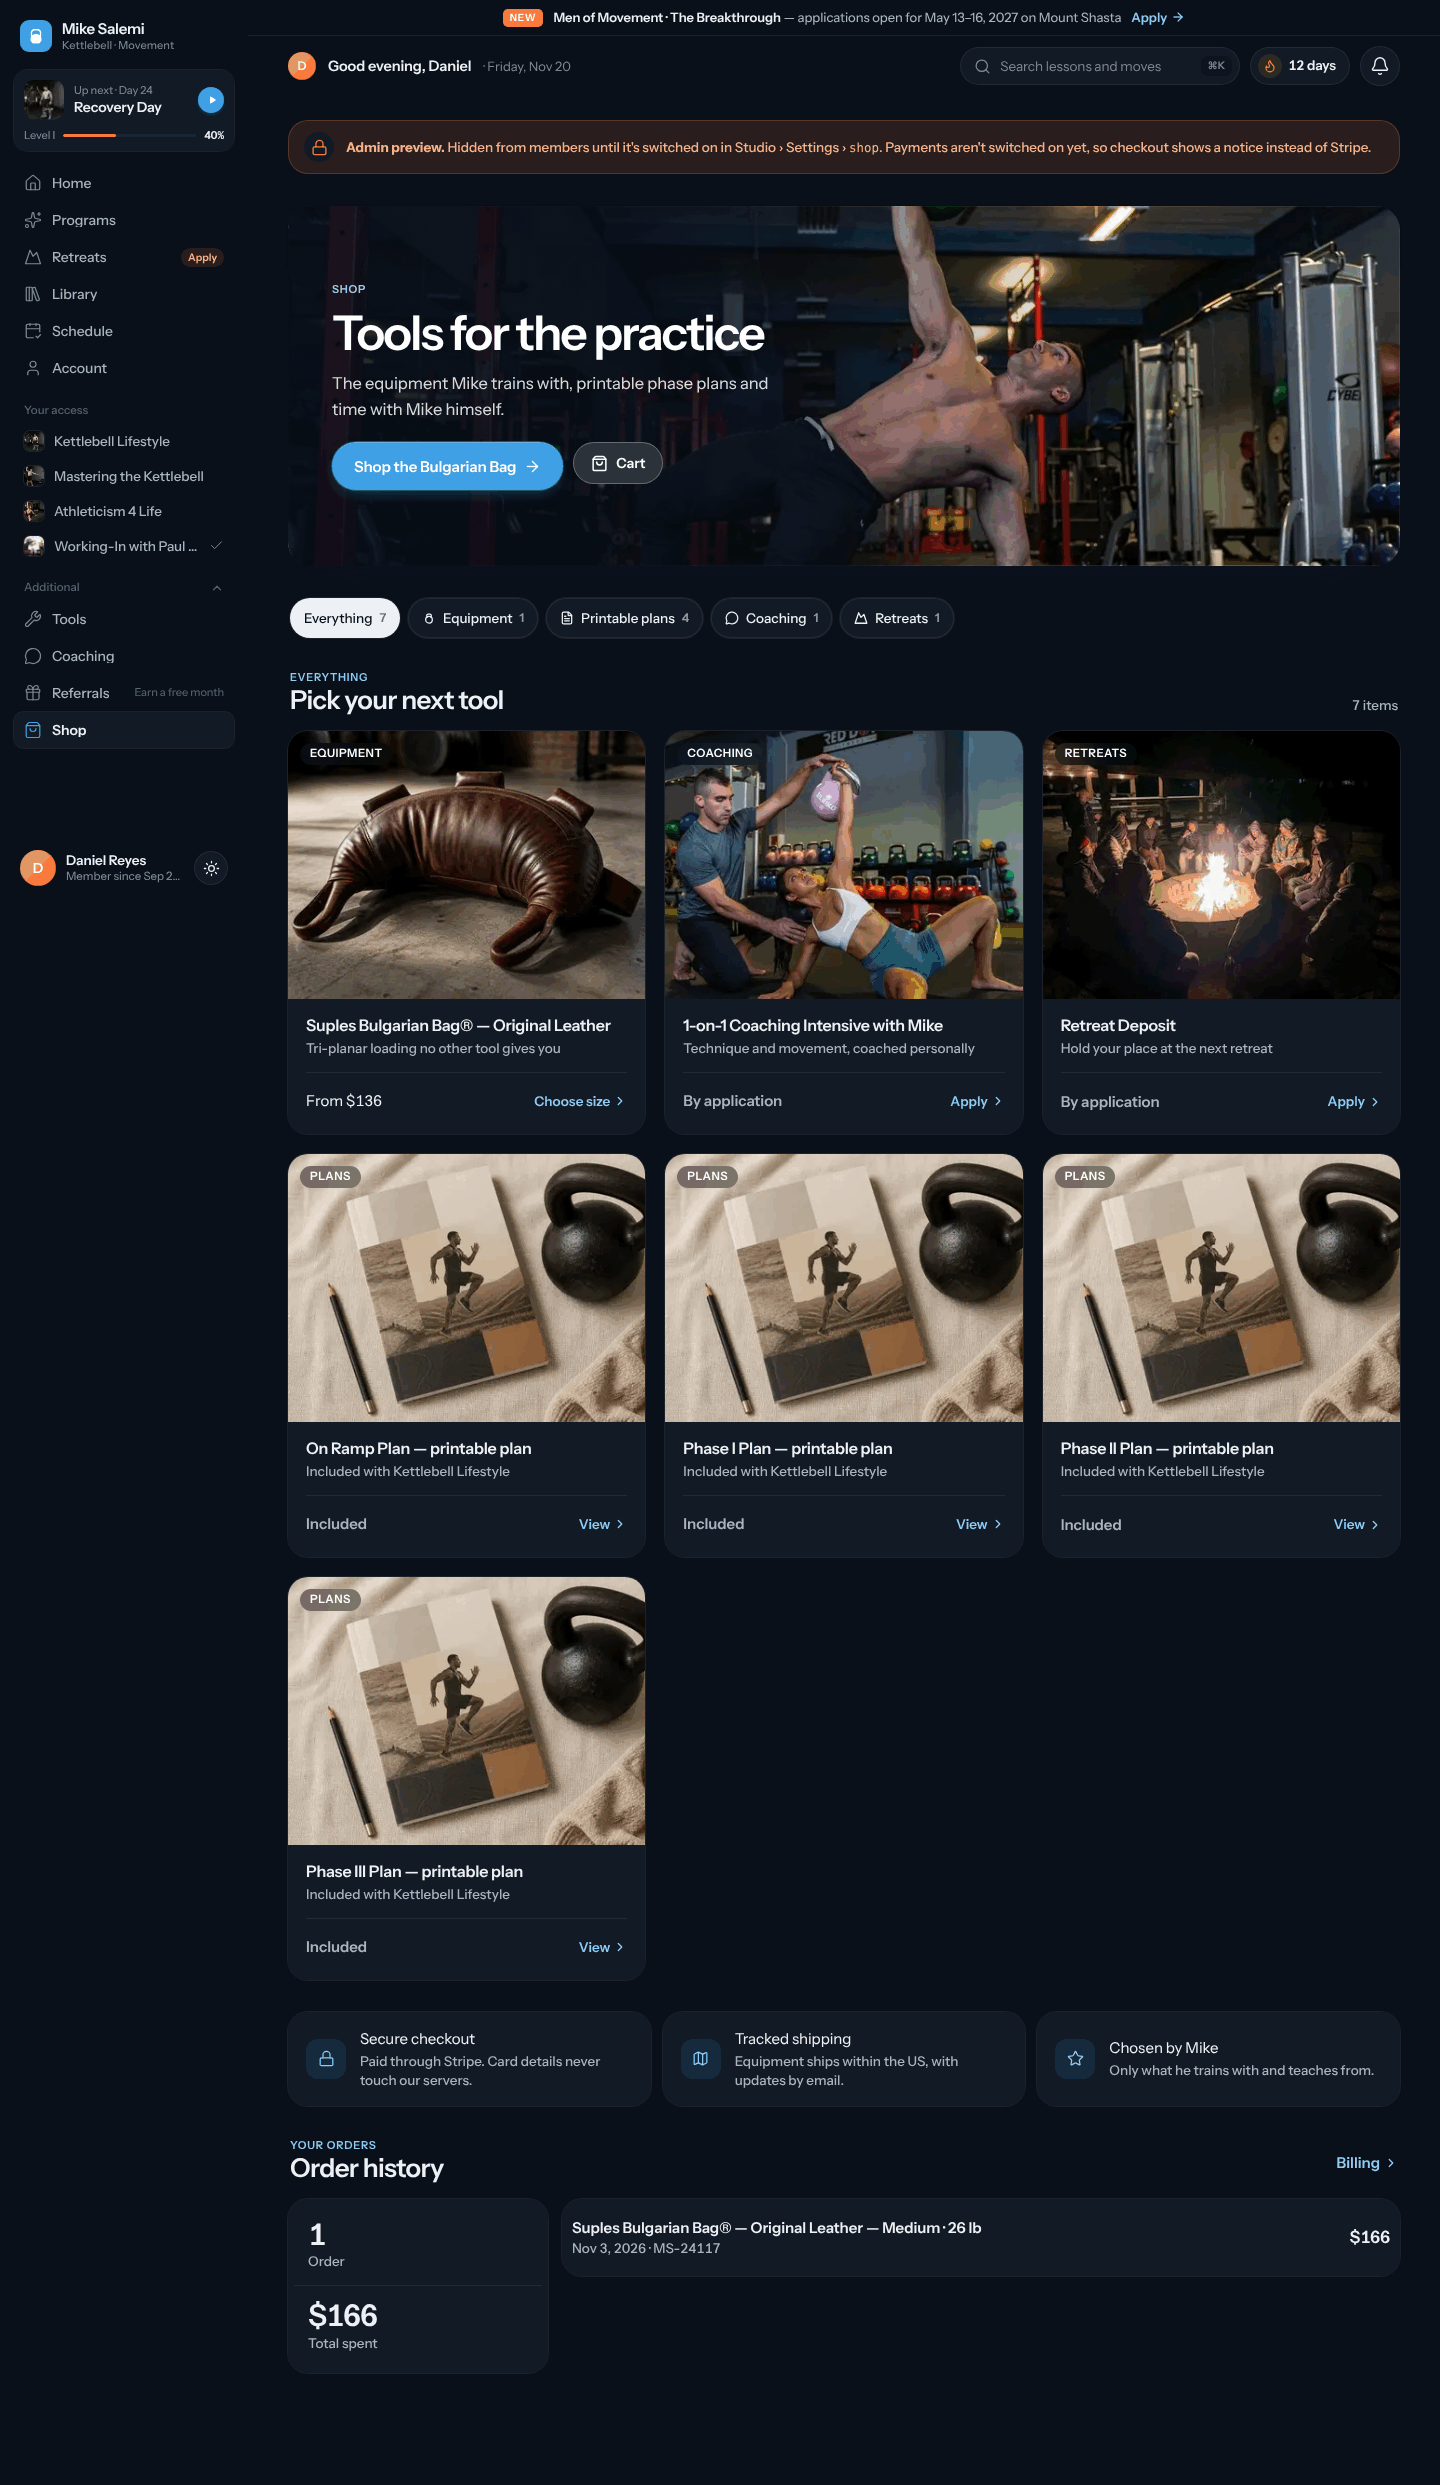 Mike Salemi
Kettlebell · Movement
Up next · Day 24
Recovery Day
Level I
40%
Home
Programs
Retreats
Apply
Library
Schedule
Account
Your access
Kettlebell Lifestyle
Mastering the Kettlebell
Athleticism 4 Life
Working-In with Paul ...
Additional
Tools
Coaching
Referrals
Earn a free month
Shop
Daniel Reyes
Member since Sep 2...
NEW Men of Movement · The Breakthrough — applications open for May 13–16, 2027 on Mount Shasta Apply →
D Good evening, Daniel · Friday, Nov 20
Search lessons and moves ⌘K
12 days
Admin preview. Hidden from members until it's switched on in Studio › Settings › shop. Payments aren't switched on yet, so checkout shows a notice instead of Stripe.
SHOP
Tools for the practice
The equipment Mike trains with, printable phase plans and
time with Mike himself.
Shop the Bulgarian Bag →
Cart
CYBE
Everything 7
Equipment 1
Printable plans 4
Coaching 1
Retreats 1
EVERYTHING
Pick your next tool
7 items
EQUIPMENT
Suples Bulgarian Bag® — Original Leather
Tri-planar loading no other tool gives you
From $136
Choose size ›
COACHING
1-on-1 Coaching Intensive with Mike
Technique and movement, coached personally
By application
Apply ›
RETREATS
Retreat Deposit
Hold your place at the next retreat
By application
Apply ›
PLANS
On Ramp Plan — printable plan
Included with Kettlebell Lifestyle
Included
View ›
PLANS
Phase I Plan — printable plan
Included with Kettlebell Lifestyle
Included
View ›
PLANS
Phase II Plan — printable plan
Included with Kettlebell Lifestyle
Included
View ›
PLANS
Phase III Plan — printable plan
Included with Kettlebell Lifestyle
Included
View ›
Secure checkout
Paid through Stripe. Card details never
touch our servers.
Tracked shipping
Equipment ships within the US, with
updates by email.
Chosen by Mike
Only what he trains with and teaches from.
YOUR ORDERS
Order history
Billing ›
1
Order
$166
Total spent
Suples Bulgarian Bag® — Original Leather — Medium · 26 lb
Nov 3, 2026 · MS-24117
$166
D